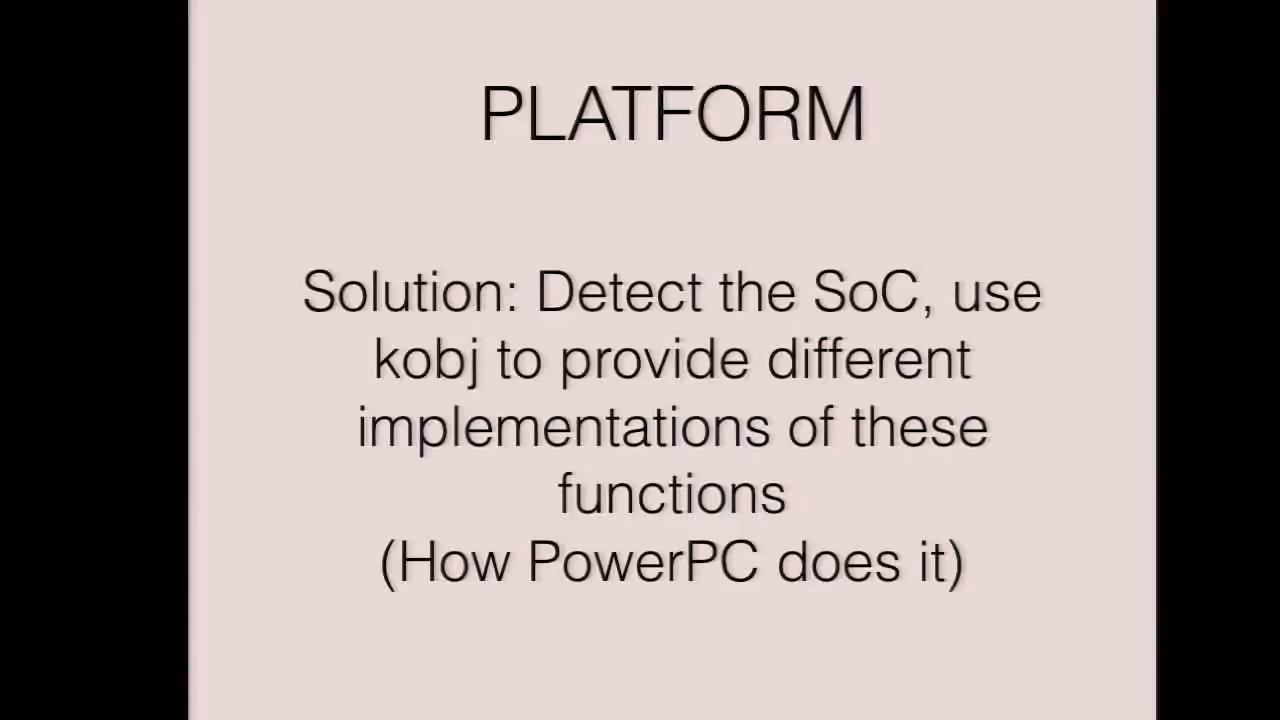 PLATFORM
Solution: Detect the SoC, use
kobj to provide different
implementations of these
functions
(How PowerPC does it)